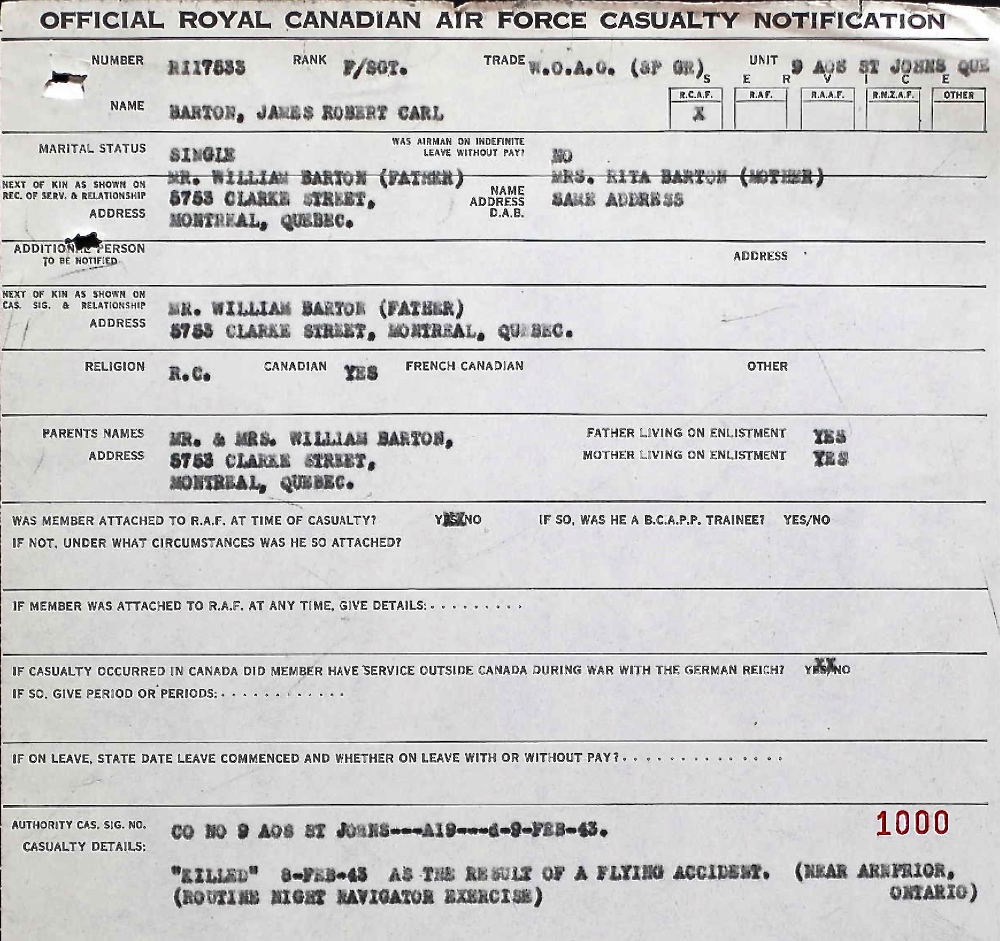 OFFICIAL ROYAL CANADIAN AIR FORCE CASUALTY NOTIFICATION
NUMBER R117533 RANK F/SGT. TRADE W.O.A.G. (SP GR) UNIT 9 AOS ST JOHNS QUE
S E R V I C E
R.C.A.F. R.A.F. R.A.A.F. R.N.Z.A.F. OTHER
NAME BARTON, JAMES ROBERT CARL X
MARITAL STATUS SINGLE WAS AIRMAN ON INDEFINITE LEAVE WITHOUT PAY? NO
NEXT OF KIN AS SHOWN ON REC. OF SERV. & RELATIONSHIP MR. WILLIAM BARTON (FATHER) NAME MRS. RITA BARTON (MOTHER)
ADDRESS 5753 CLARKE STREET, ADDRESS SAME ADDRESS
MONTREAL, QUEBEC. D.A.B.
ADDITIONAL PERSON TO BE NOTIFIED ADDRESS
NEXT OF KIN AS SHOWN ON CAS. SIG. & RELATIONSHIP MR. WILLIAM BARTON (FATHER)
ADDRESS 5753 CLARKE STREET, MONTREAL, QUEBEC.
RELIGION R.C. CANADIAN YES FRENCH CANADIAN OTHER
PARENTS NAMES MR. & MRS. WILLIAM BARTON, FATHER LIVING ON ENLISTMENT YES
ADDRESS 5753 CLARKE STREET, MOTHER LIVING ON ENLISTMENT YES
MONTREAL, QUEBEC.
WAS MEMBER ATTACHED TO R.A.F. AT TIME OF CASUALTY? YES/NO IF SO, WAS HE A B.C.A.P.P. TRAINEE? YES/NO
IF NOT, UNDER WHAT CIRCUMSTANCES WAS HE SO ATTACHED?
IF MEMBER WAS ATTACHED TO R.A.F. AT ANY TIME, GIVE DETAILS: . . . . . . . . .
IF CASUALTY OCCURRED IN CANADA DID MEMBER HAVE SERVICE OUTSIDE CANADA DURING WAR WITH THE GERMAN REICH? YES/NO
IF SO, GIVE PERIOD OR PERIODS: . . . . . . . . . . . .
IF ON LEAVE, STATE DATE LEAVE COMMENCED AND WHETHER ON LEAVE WITH OR WITHOUT PAY? . . . . . . . . . . . . . .
AUTHORITY CAS. SIG. NO. CO NO 9 AOS ST JOHNS---A19---d-9-FEB-43. 1000
CASUALTY DETAILS:
"KILLED" 8-FEB-43 AS THE RESULT OF A FLYING ACCIDENT. (NEAR ARNPRIOR,
(ROUTINE NIGHT NAVIGATOR EXERCISE) ONTARIO)